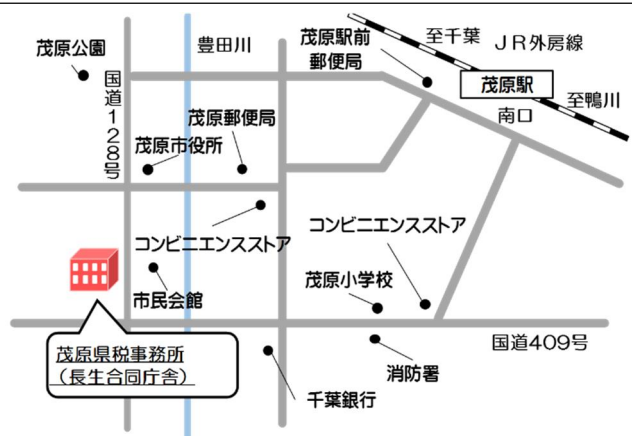 茂原公園
国道128号
豊田川
茂原駅前
郵便局
至千葉
JR外房線
茂原駅
至鴨川
南口
茂原郵便局
茂原市役所
コンビニエンスストア
コンビニエンスストア
市民会館
茂原小学校
国道409号
茂原県税事務所
(長生合同庁舎)
千葉銀行
消防署